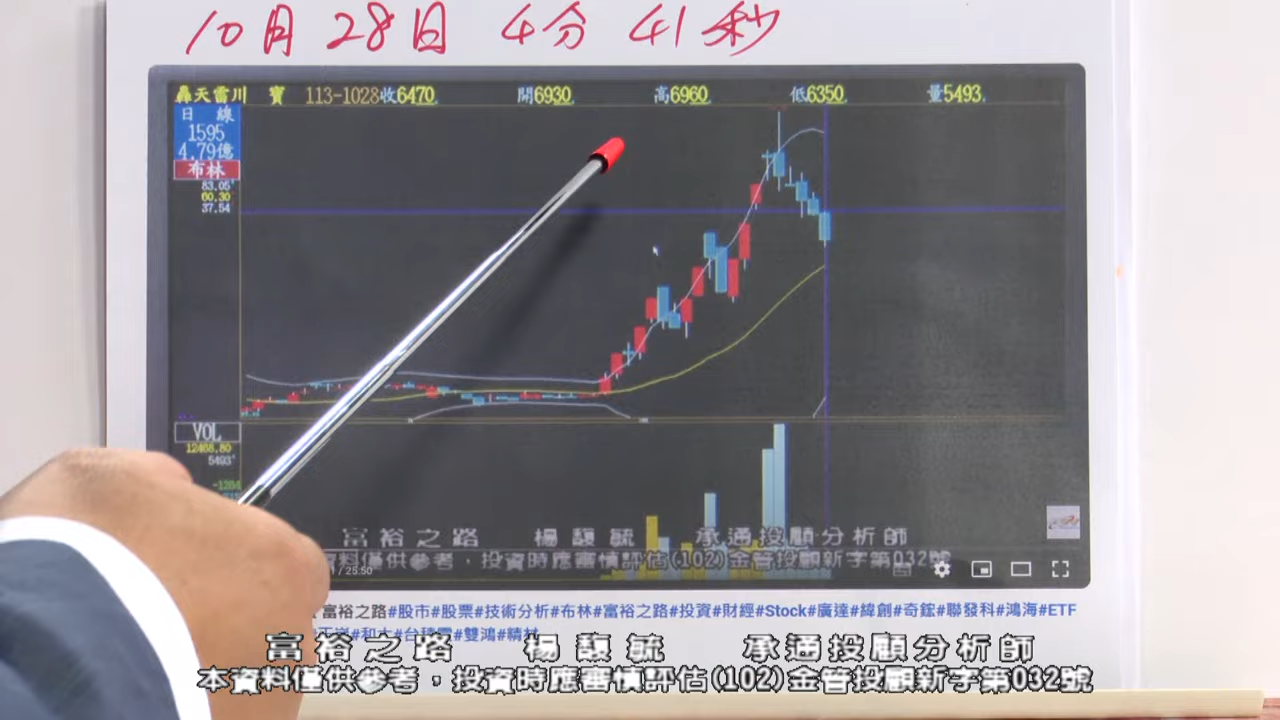 10月28日 4分41秒
轟天雷川 寶 113-1028收6470 開6930 高6960 低6350 量5493
日 線
1595
4.79億
布林
83.05
60.30
37.54
VOL
12468.80
5493
富裕之路 楊馥毓 承通投顧分析師
料僅供參考,投資時應審慎評估(102)金管投顧新字第032號
/ 25:50
富裕之路#股市#股票#技術分析#布林#富裕之路#投資#財經#Stock#廣達#緯創#奇鋐#聯發科#鴻海#ETF
#雙鴻#精材
富裕之路 楊馥毓 承通投顧分析師
本資料僅供參考,投資時應審慎評估(102)金管投顧新字第032號